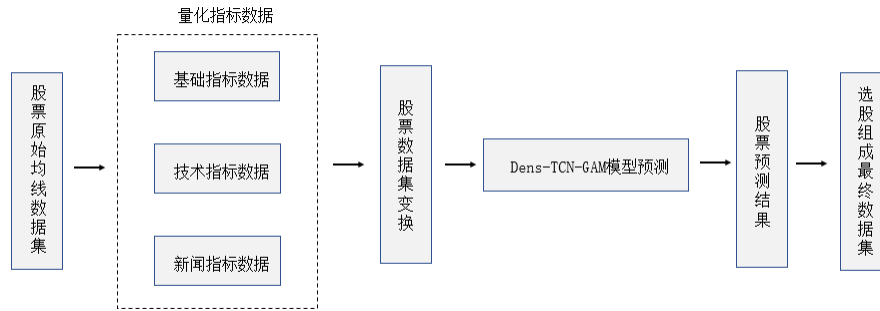 量化指标数据
股票原始均线数据集
基础指标数据
技术指标数据
新闻指标数据
股票数据集变换
Dens-TCN-GAM模型预测
股票预测结果
选股组成最终数据集